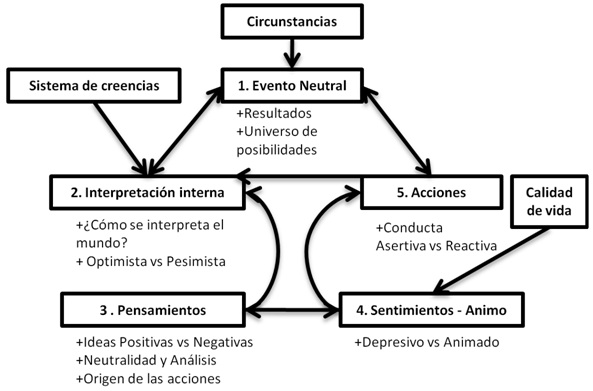 Circunstancias
Sistema de creencias
1. Evento Neutral
+Resultados
+Universo de
posibilidades
2. Interpretación interna
+¿Cómo se interpreta el
mundo?
+ Optimista vs Pesimista
5. Acciones
+Conducta
Asertiva vs Reactiva
Calidad
de vida
3 . Pensamientos
+Ideas Positivas vs Negativas
+Neutralidad y Análisis
+Origen de las acciones
4. Sentimientos - Animo
+Depresivo vs Animado